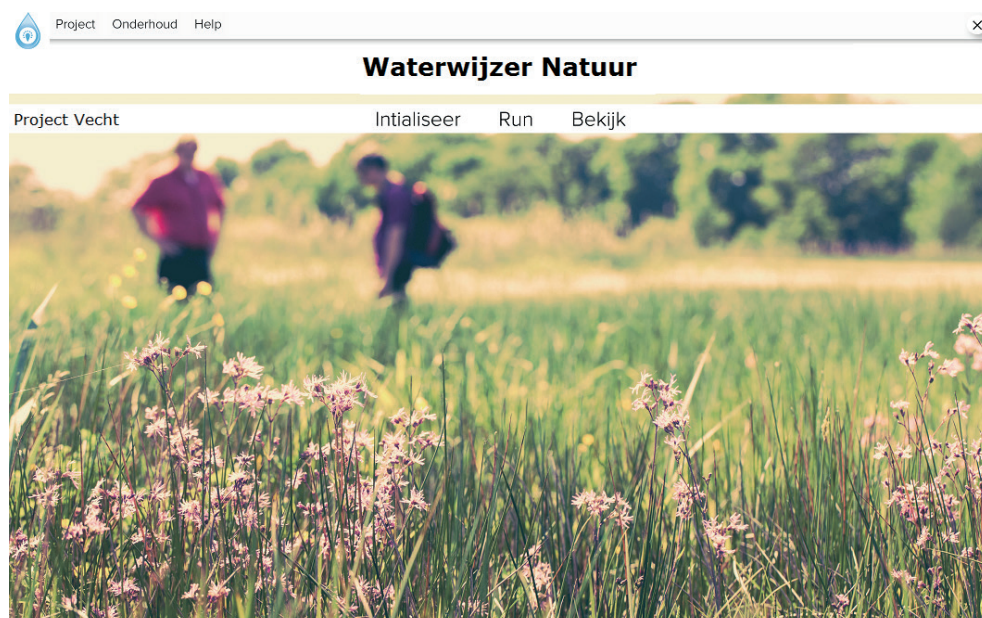 Project Onderhoud Help
Waterwijzer Natuur
Project Vecht Intialiseer Run Bekijk